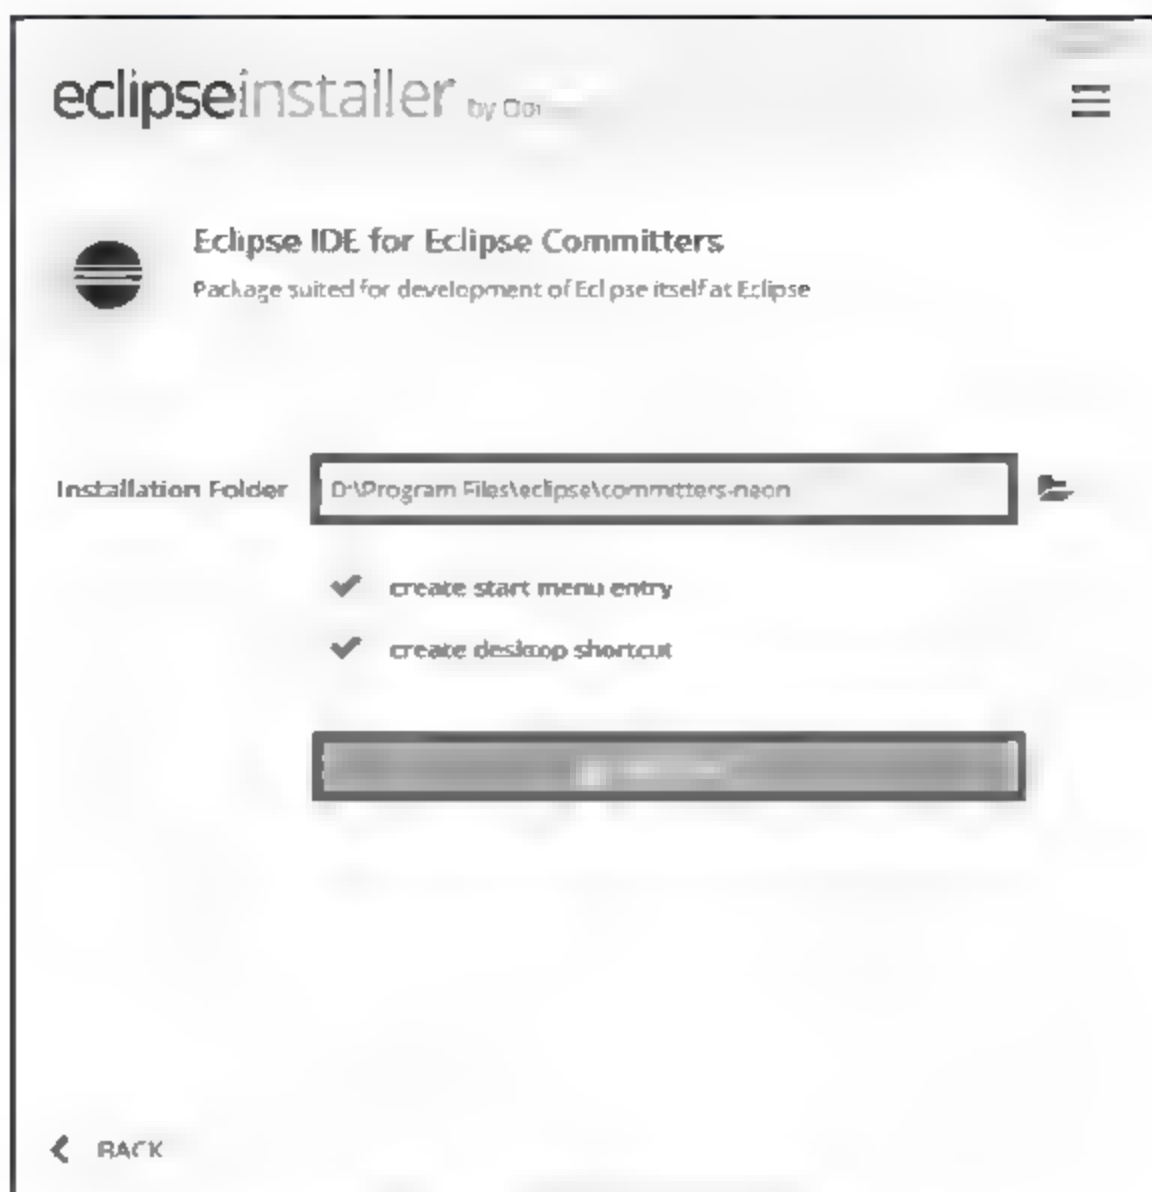 eclipseinstaller by
Eclipse IDE for Eclipse Committers
Package suited for development of Eclipse itself at Eclipse
Installation Folder D:\Program Files\eclipse\committers-neon
create start menu entry
create desktop shortcut
BACK